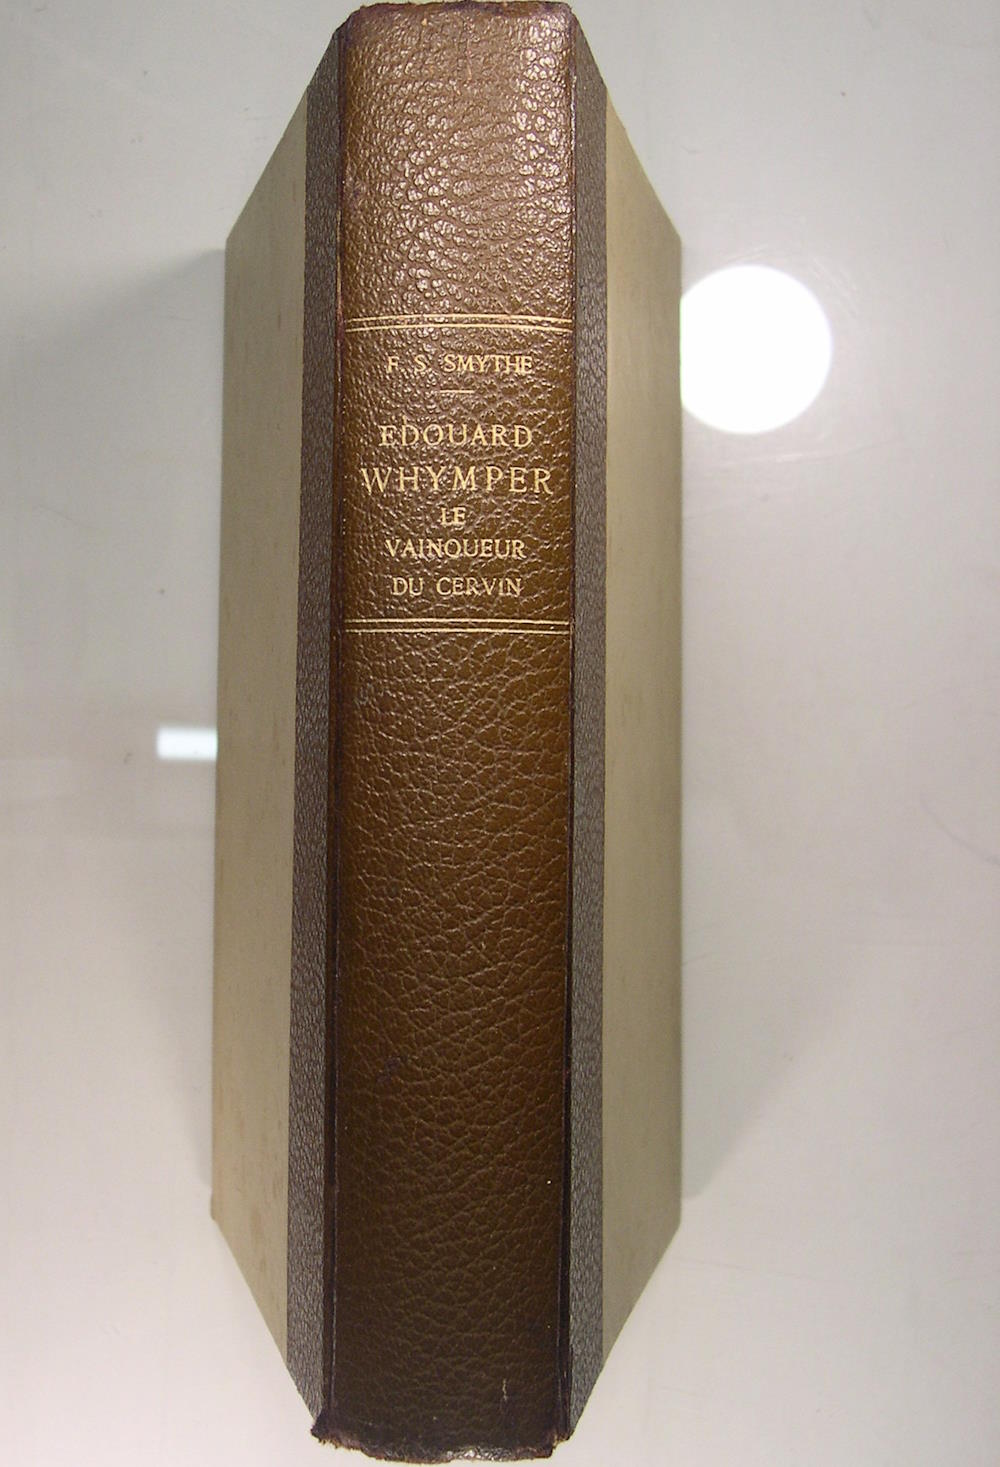 F. S. SMYTHE
EDOUARD
WHYMPER
LE
VAINQUEUR
DU CERVIN